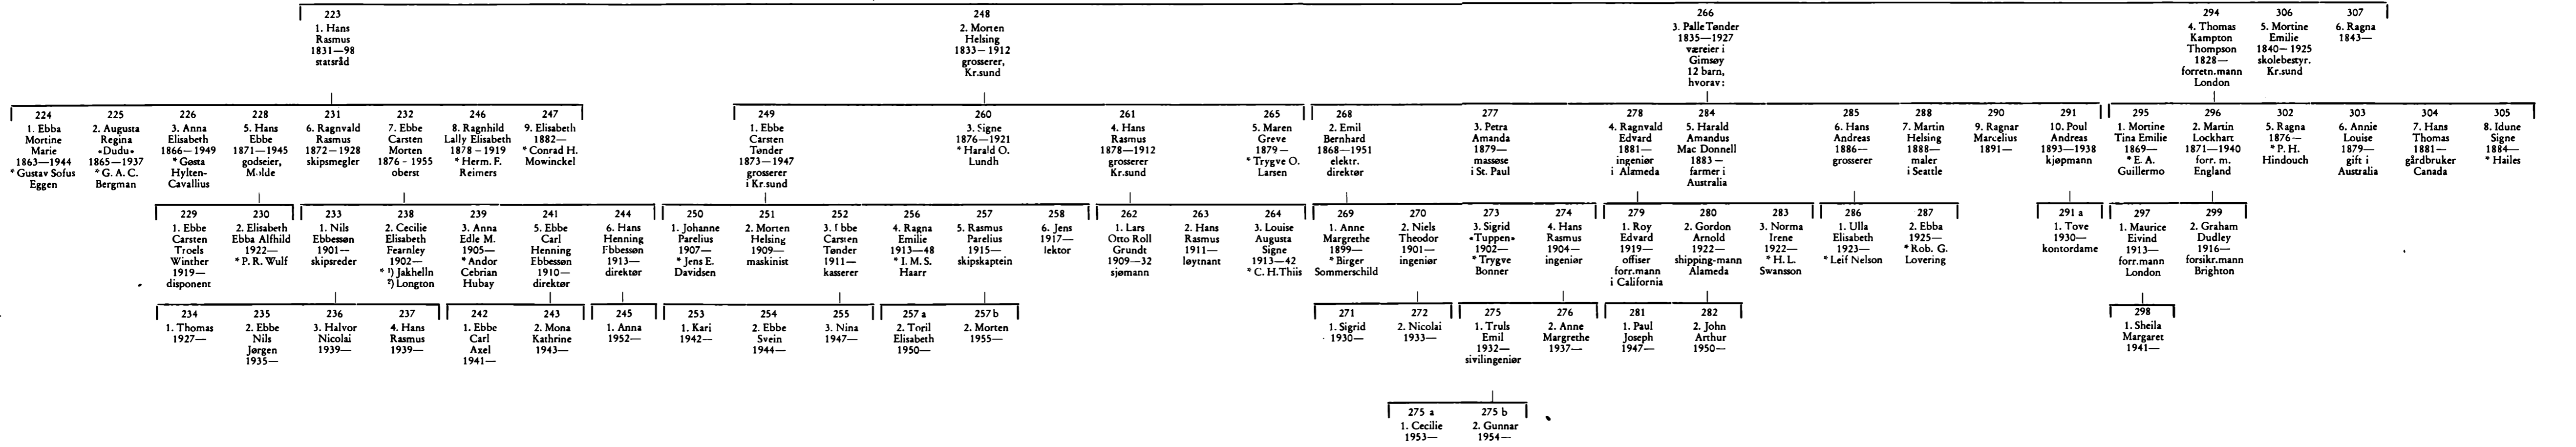 223
1. Hans
Rasmus
1831—98
statsråd
248
2. Morten
Helsing
1833–1912
grosserer,
Kr.sund
266
3. Palle Tønder
1835—1927
væreier i
Gimsøy
12 barn,
hvorav:
294
4. Thomas
Kampton
Thompson
1828—
forretn.mann
London
306
5. Mortine
Emilie
1840–1925
skolebestyr.
Kr.sund
307
6. Ragna
1843—
224
1. Ebba
Mortine
Marie
1863—1944
* Gustav Sofus
Eggen
225
2. Augusta
Regina
«Dudu»
1865—1937
* G. A. C.
Bergman
226
3. Anna
Elisabeth
1866—1949
* Gøsta
Hylten-
Cavallius
228
5. Hans
Ebbe
1871—1945
godseier,
Molde
231
6. Ragnvald
Rasmus
1872—1928
skipsmegler
232
7. Ebbe
Carsten
Morten
1876 - 1955
oberst
246
8. Ragnhild
Lally Elisabeth
1878 – 1919
* Herm. F.
Reimers
247
9. Elisabeth
1882—
* Conrad H.
Mowinckel
249
1. Ebbe
Carsten
Tønder
1873—1947
grosserer
i Kr.sund
260
3. Signe
1876—1921
* Harald O.
Lundh
261
4. Hans
Rasmus
1878—1912
grosserer
Kr.sund
265
5. Maren
Greve
1879 —
* Trygve O.
Larsen
268
2. Emil
Bernhard
1868—1951
elektr.
direktør
277
3. Petra
Amanda
1879—
massøse
i St. Paul
278
4. Ragnvald
Edvard
1881—
ingeniør
i Alameda
284
5. Harald
Amandus
Mac Donnell
1883 —
farmer i
Australia
285
6. Hans
Andreas
1886—
grosserer
288
7. Martin
Helsing
1888—
maler
i Seattle
290
9. Ragnar
Marcelius
1891—
291
10. Poul
Andreas
1893—1938
kjøpmann
295
1. Mortine
Tina Emilie
1869—
* E. A.
Guillermo
296
2. Martin
Lockhart
1871—1940
forr. m.
England
302
5. Ragna
1876—
* P. H.
Hindouch
303
6. Annie
Louise
1879—
gift i
Australia
304
7. Hans
Thomas
1881—
gårdbruker
Canada
305
8. Idune
Signe
1884—
* Hailes
229
1. Ebbe
Carsten
Troels
Winther
1919—
disponent
230
2. Elisabeth
Ebba Alfhild
1922—
* P. R. Wulf
233
1. Nils
Ebbessøn
1901—
skipsreder
238
2. Cecilie
Elisabeth
Fearnley
1902—
* ¹) Jakhelln
²) Longton
239
3. Anna
Edle M.
1905—
* Andor
Cebrian
Hubay
241
5. Ebbe
Carl
Henning
Ebbessøn
1910—
direktør
244
6. Hans
Henning
Ebbessøn
1913—
direktør
250
1. Johanne
Parelius
1907—
* Jens E.
Davidsen
251
2. Morten
Helsing
1909—
maskinist
252
3. Ebbe
Carsten
Tønder
1911—
kasserer
256
4. Ragna
Emilie
1913—48
* I. M. S.
Haarr
257
5. Rasmus
Parelius
1915—
skipskaptein
258
6. Jens
1917—
lektor
262
1. Lars
Otto Roll
Grundt
1909—32
sjømann
263
2. Hans
Rasmus
1911—
løytnant
264
3. Louise
Augusta
Signe
1913—42
* C. H. Thiis
269
1. Anne
Margrethe
1899—
* Birger
Sommerschild
270
2. Niels
Theodor
1901—
ingeniør
273
3. Sigrid
«Tuppen»
1902—
* Trygve
Bonner
274
4. Hans
Rasmus
1904—
ingeniør
279
1. Roy
Edvard
1919—
offiser
forr.mann
i California
280
2. Gordon
Arnold
1922—
shipping-mann
Alameda
283
3. Norma
Irene
1922—
* H. L.
Swansson
286
1. Ulla
Elisabeth
1923—
* Leif Nelson
287
2. Ebba
1925—
* Rob. G.
Lovering
291 a
1. Tove
1930—
kontordame
297
1. Maurice
Eivind
1913—
forr.mann
London
299
2. Graham
Dudley
1916—
forsikr.mann
Brighton
234
1. Thomas
1927—
235
2. Ebbe
Nils
Jørgen
1935—
236
3. Halvor
Nicolai
1939—
237
4. Hans
Rasmus
1939—
242
1. Ebbe
Carl
Axel
1941—
243
2. Mona
Kathrine
1943—
245
1. Anna
1952—
253
1. Kari
1942—
254
2. Ebbe
Svein
1944—
255
3. Nina
1947—
257 a
2. Toril
Elisabeth
1950—
257 b
2. Morten
1955—
271
1. Sigrid
1930—
272
2. Nicolai
1933—
275
1. Truls
Emil
1932—
sivilingeniør
276
2. Anne
Margrethe
1937—
281
1. Paul
Joseph
1947—
282
2. John
Arthur
1950—
298
1. Sheila
Margaret
1941—
275 a
1. Cecilie
1953—
275 b
2. Gunnar
1954—